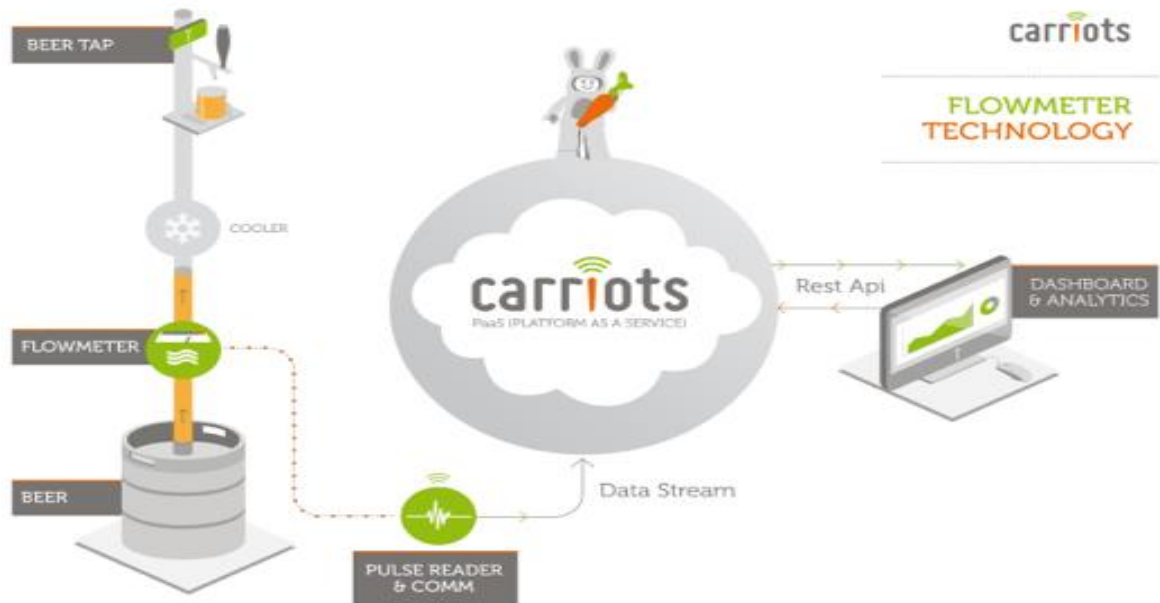 BEER TAP
carriots
FLOWMETER
TECHNOLOGY
COOLER
carriots
PaaS (PLATFORM AS A SERVICE)
Rest Api
DASHBOARD
& ANALYTICS
FLOWMETER
BEER
Data Stream
PULSE READER
& COMM